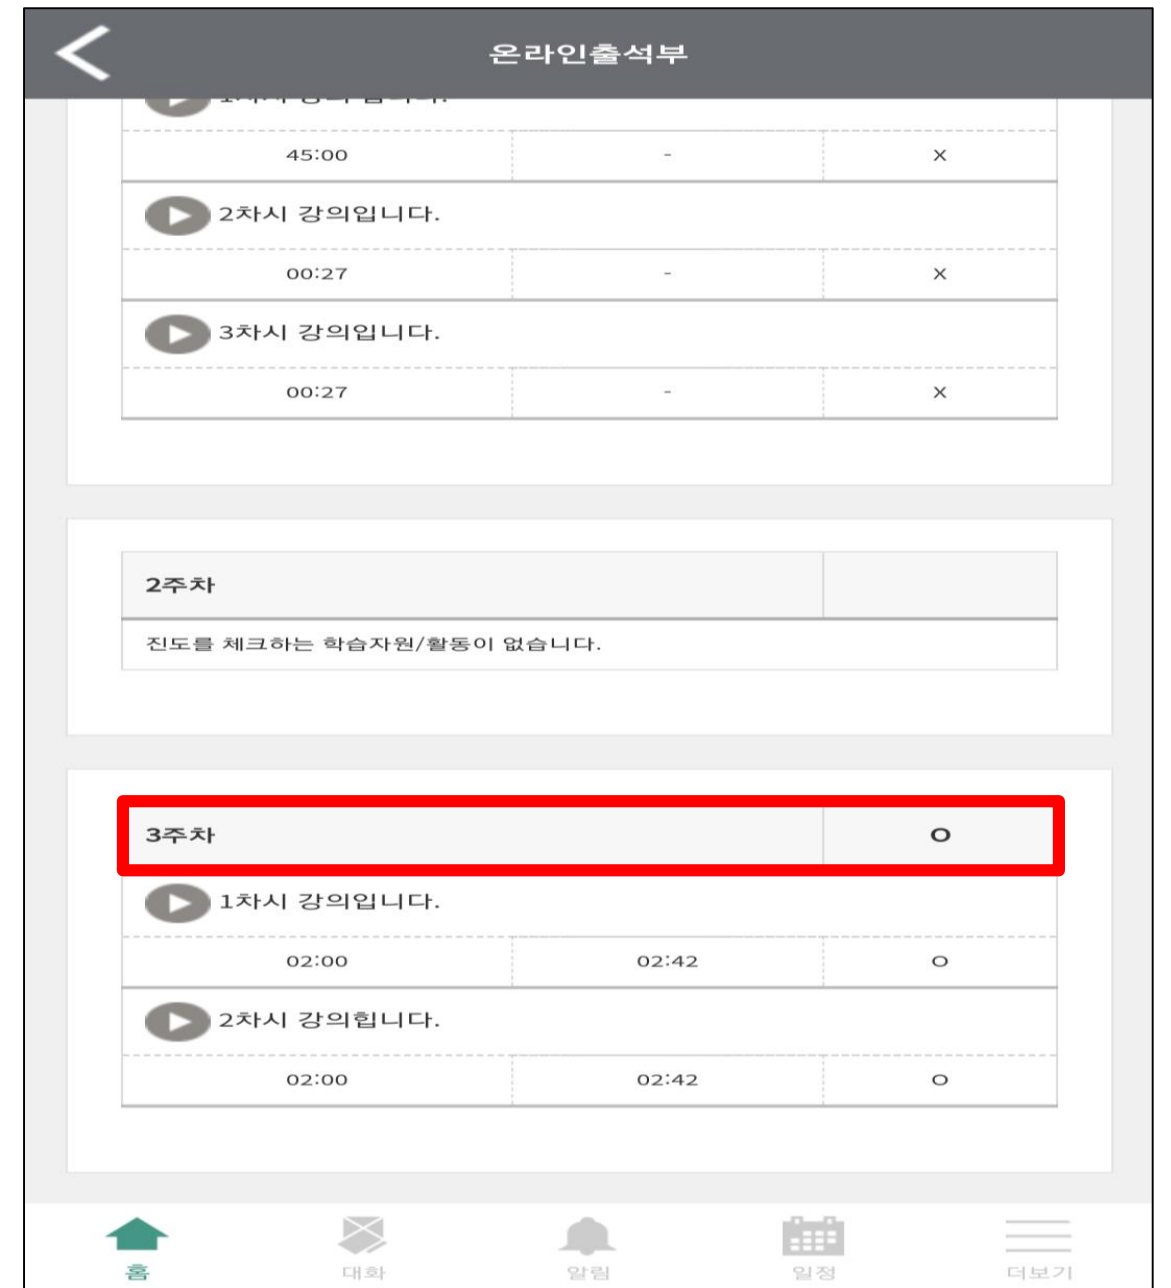 온라인출석부
45:00 - X
2차시 강의입니다.
00:27 - X
3차시 강의입니다.
00:27 - X
2주차
진도를 체크하는 학습자원/활동이 없습니다.
3주차 O
1차시 강의입니다.
02:00 02:42 O
2차시 강의힙니다.
02:00 02:42 O
홈 대화 알림 일정 더보기